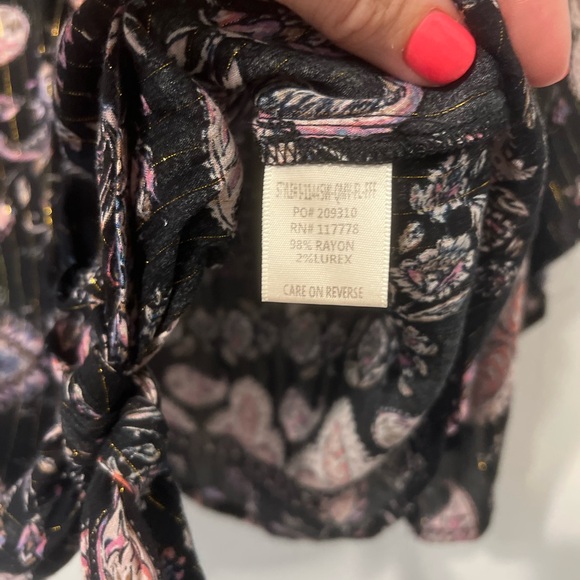 PO# 209310
RN# 117778
98% RAYON
2% LUREX
CARE ON REVERSE